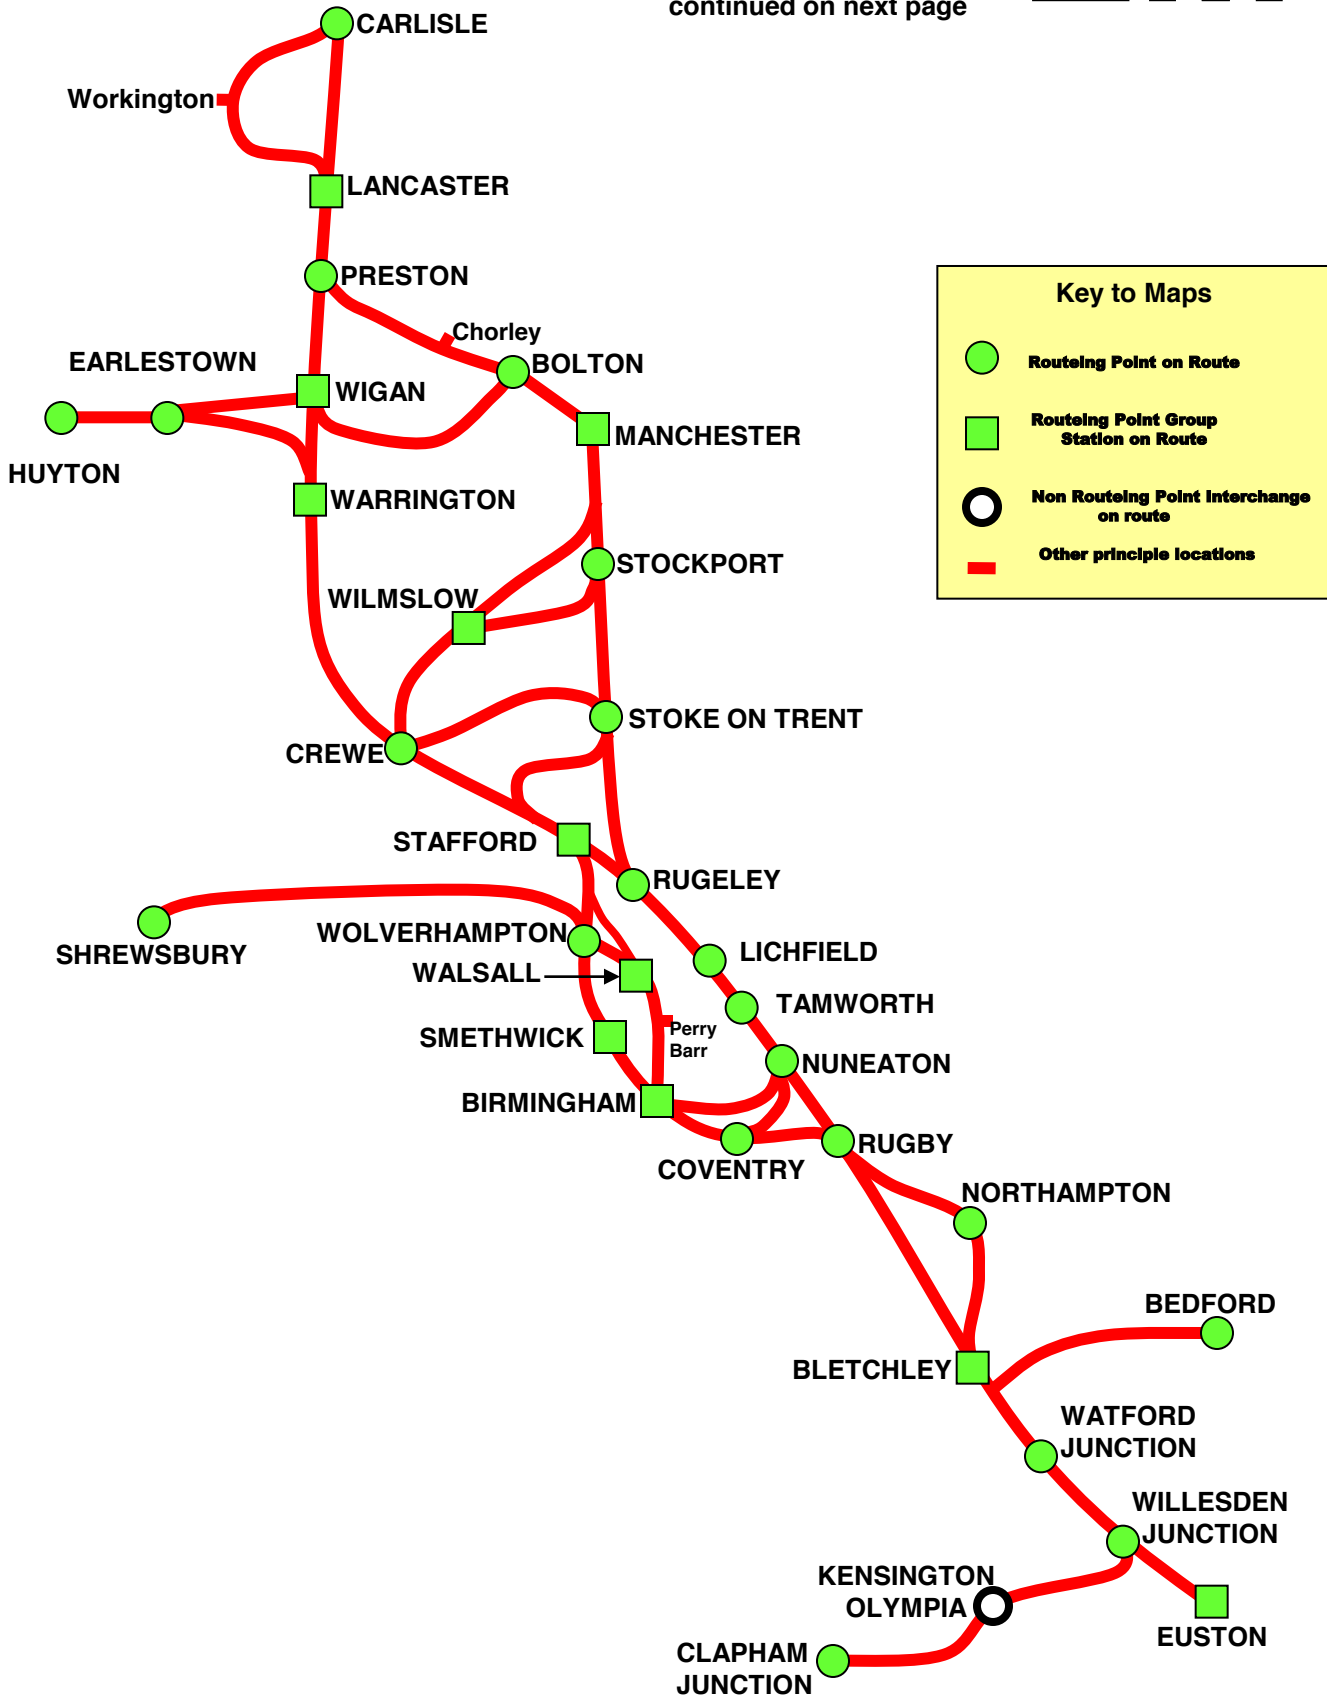 continued on next page
CARLISLE
Workington
LANCASTER
PRESTON
Chorley
EARLESTOWN
BOLTON
WIGAN
MANCHESTER
HUYTON
WARRINGTON
STOCKPORT
WILMSLOW
STOKE ON TRENT
CREWE
STAFFORD
RUGELEY
WOLVERHAMPTON
SHREWSBURY
LICHFIELD
WALSALL
TAMWORTH
SMETHWICK
Perry
Barr
NUNEATON
BIRMINGHAM
RUGBY
COVENTRY
NORTHAMPTON
BEDFORD
BLETCHLEY
WATFORD
JUNCTION
WILLESDEN
JUNCTION
KENSINGTON
OLYMPIA
EUSTON
CLAPHAM
JUNCTION
Key to Maps
Routeing Point on Route
Routeing Point Group
Station on Route
Non Routeing Point Interchange
on route
Other principle locations